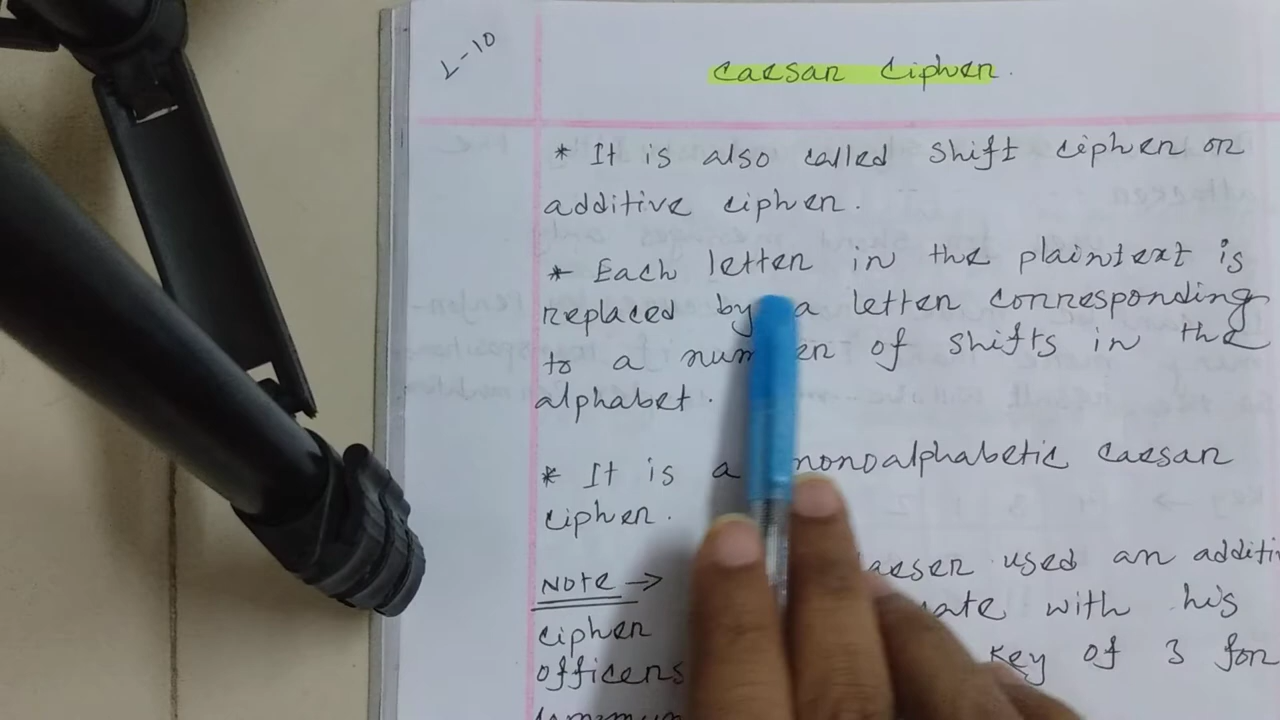 L-10
Caesar Cipher.
* It is also called shift cipher or
additive cipher.
* Each letter in the plaintext is
replaced by a letter corresponding
to a number of shifts in the
alphabet.
* It is a monoalphabetic Caesar
cipher.
Note → used an additi
cipher with his
officers key of 3 for